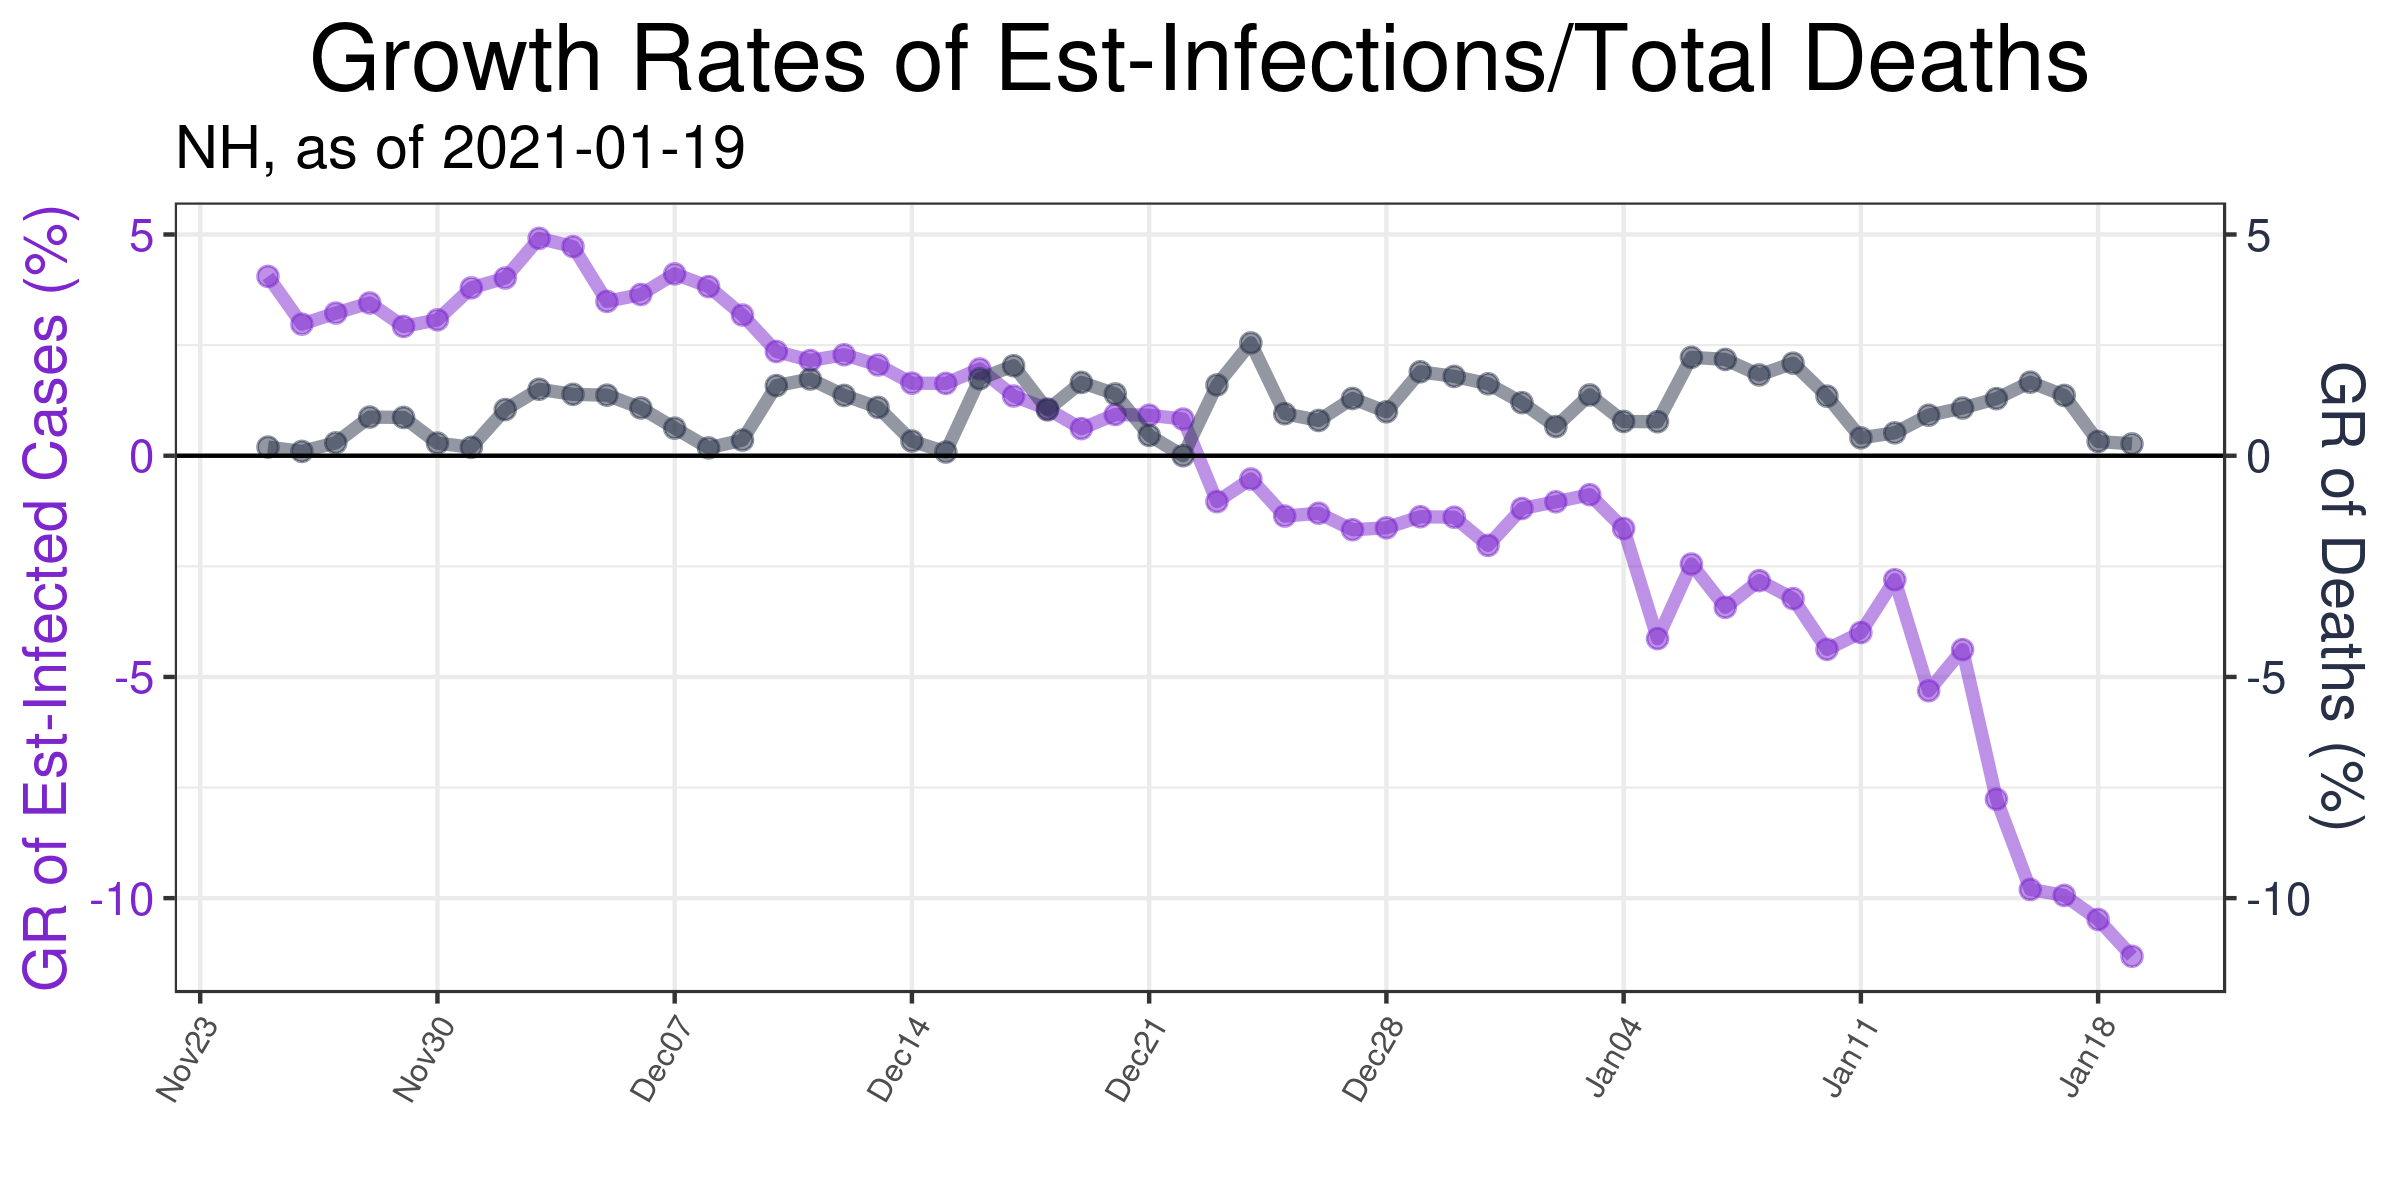 Growth Rates of Est-Infections/Total Deaths
NH, as of 2021-01-19
GR of Est-Infected Cases (%)
5
0
-5
-10
5
0
-5
-10
GR of Deaths (%)
Nov23
Nov30
Dec07
Dec14
Dec21
Dec28
Jan04
Jan11
Jan18